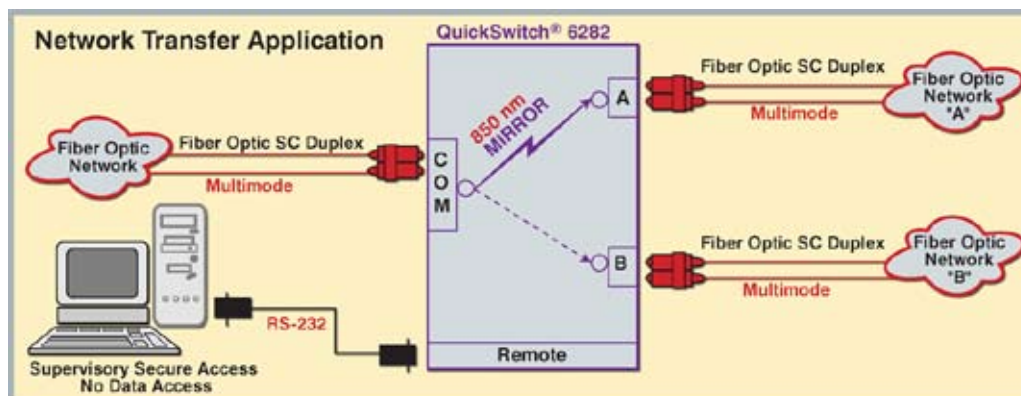 Network Transfer Application
QuickSwitch® 6282
Fiber Optic
Network
Fiber Optic SC Duplex
Multimode
COM
850 nm
MIRROR
A
B
Fiber Optic SC Duplex
Multimode
Fiber Optic
Network
"A"
Fiber Optic SC Duplex
Multimode
Fiber Optic
Network
"B"
RS-232
Remote
Supervisory Secure Access
No Data Access